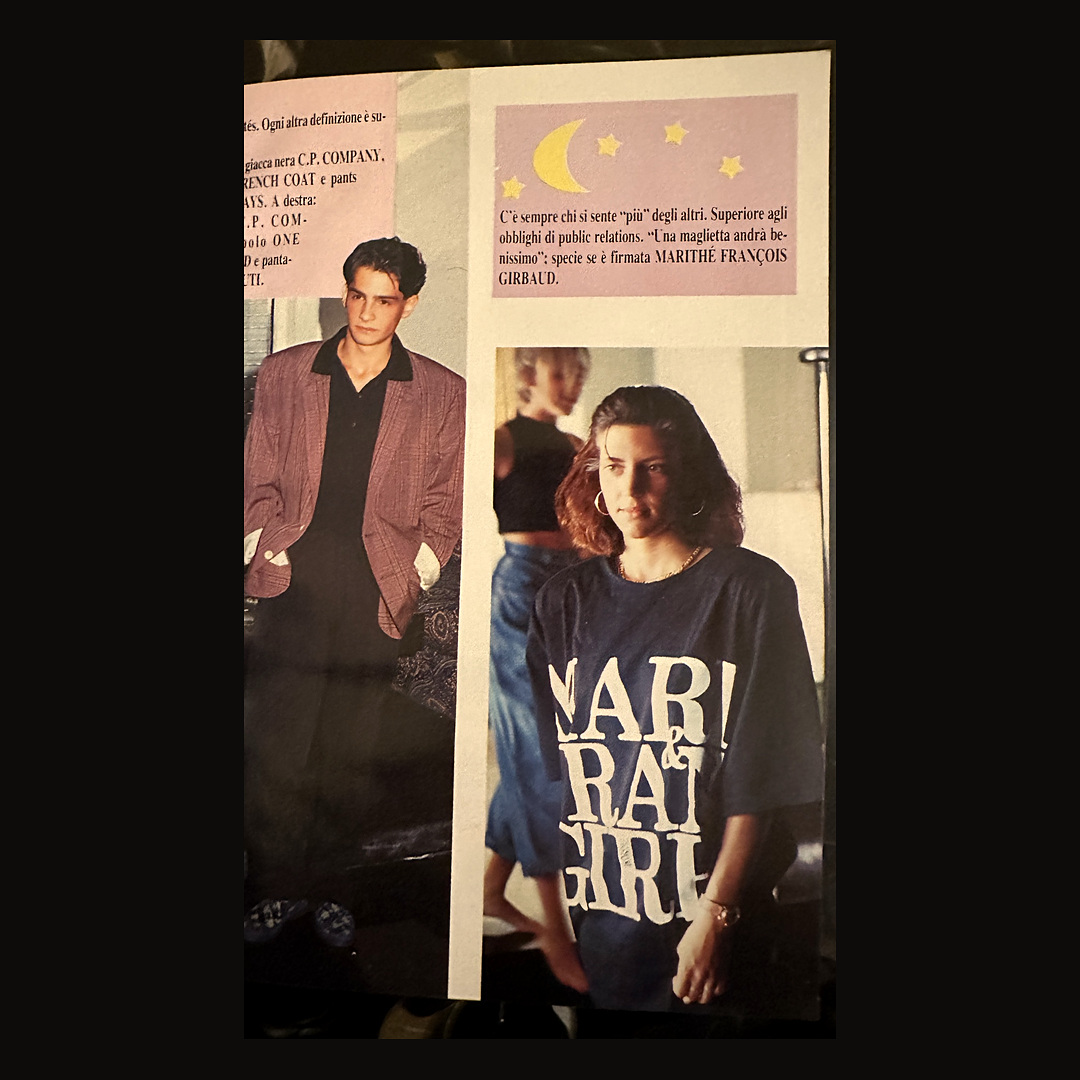 tés. Ogni altra definizione è su-
giacca nera C.P. COMPANY,
RENCH COAT e pants
AYS. A destra:
.P. COM-
polo ONE
D e panta-
UTI.
C'è sempre chi si sente “più” degli altri. Superiore agli
obblighi di public relations. “Una maglietta andrà be-
nissimo”: specie se è firmata MARITHÉ FRANÇOIS
GIRBAUD.
MARI
&
RAN
GIRL